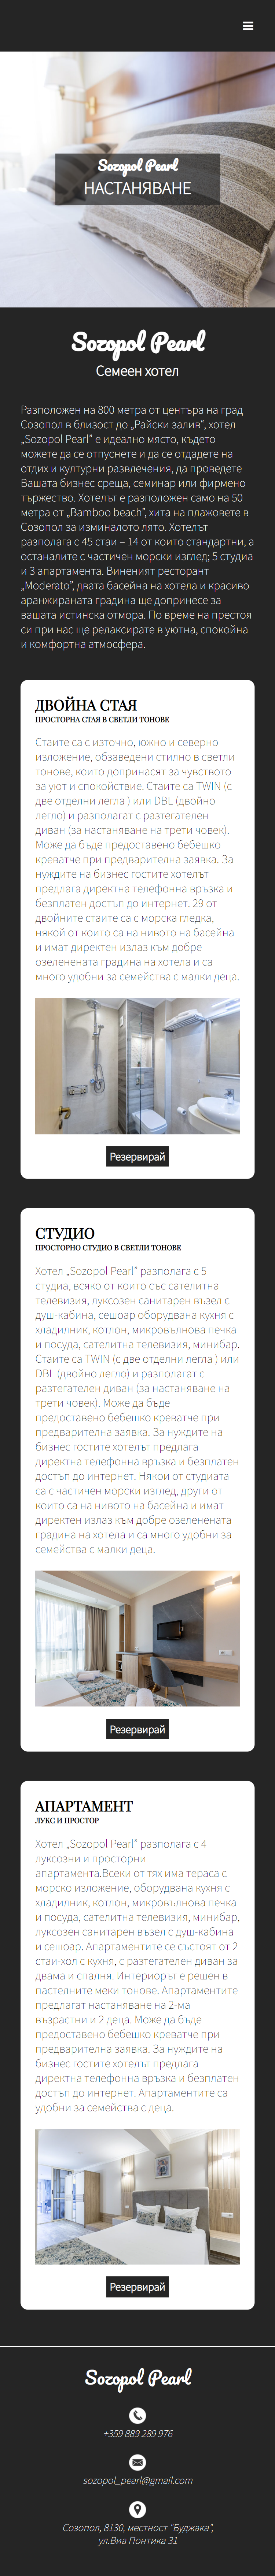 Sozopol Pearl
НАСТАНЯВАНЕ
Sozopol Pearl
Семеен хотел
Разположен на 800 метра от центъра на град
Созопол в близост до „Райски залив“, хотел
„Sozopol Pearl“ е идеално място, където
можете да се отпуснете и да се отдадете на
отдих и културни развлечения, да проведете
Вашата бизнес среща, семинар или фирмено
тържество. Хотелът е разположен само на 50
метра от „Bamboo beach“, хита на плажовете в
Созопол за изминалото лято. Хотелът
разполага с 45 стаи – 14 от които стандартни, а
останалите с частичен морски изглед; 5 студия
и 3 апартамента. Виненият ресторант
„Moderato”, двата басейна на хотела и красиво
аранжираната градина ще допринесе за
вашата истинска отмора. По време на престоя
си при нас ще релаксирате в уютна, спокойна
и комфортна атмосфера.
ДВОЙНА СТАЯ
ПРОСТОРНА СТАЯ В СВЕТЛИ ТОНОВЕ
Стаите са с източно, южно и северно
изложение, обзаведени стилно в светли
тонове, които допринасят за чувството
за уют и спокойствие. Стаите са TWIN (с
две отделни легла ) или DBL (двойно
легло) и разполагат с разтегателен
диван (за настаняване на трети човек).
Може да бъде предоставено бебешко
креватче при предварителна заявка. За
нуждите на бизнес гостите хотелът
предлага директна телефонна връзка и
безплатен достъп до интернет. 29 от
двойните стаите са с морска гледка,
някой от които са на нивото на басейна
и имат директен излаз към добре
озеленената градина на хотела и са
много удобни за семейства с малки деца.
Резервирай
СТУДИО
ПРОСТОРНО СТУДИО В СВЕТЛИ ТОНОВЕ
Хотел „Sozopol Pearl” разполага с 5
студиа, всяко от които със сателитна
телевизия, луксозен санитарен възел с
душ-кабина, сешоар оборудвана кухня с
хладилник, котлон, микровълнова печка
и посуда, сателитна телевизия, минибар.
Стаите са TWIN (с две отделни легла ) или
DBL (двойно легло) и разполагат с
разтегателен диван (за настаняване на
трети човек). Може да бъде
предоставено бебешко креватче при
предварителна заявка. За нуждите на
бизнес гостите хотелът предлага
директна телефонна връзка и безплатен
достъп до интернет. Някои от студиата
са с частичен морски изглед, други от
които са на нивото на басейна и имат
директен излаз към добре озеленената
градина на хотела и са много удобни за
семейства с малки деца.
Резервирай
АПАРТАМЕНТ
ЛУКС И ПРОСТОР
Хотел „Sozopol Pearl” разполага с 4
луксозни и просторни
апартамента.Всеки от тях има тераса с
морско изложение, оборудвана кухня с
хладилник, котлон, микровълнова печка
и посуда, сателитна телевизия, минибар,
луксозен санитарен възел с душ-кабина
и сешоар. Апартаментите се състоят от 2
стаи-хол с кухня, с разтегателен диван за
двама и спалня. Интериорът е решен в
пастелните меки тонове. Апартаментите
предлагат настаняване на 2-ма
възрастни и 2 деца. Може да бъде
предоставено бебешко креватче при
предварителна заявка. За нуждите на
бизнес гостите хотелът предлага
директна телефонна връзка и безплатен
достъп до интернет. Апартаментите са
удобни за семейства с деца.
Резервирай
Sozopol Pearl
+359 889 289 976
sozopol_pearl@gmail.com
Созопол, 8130, местност "Буджака",
ул.Виа Понтика 31